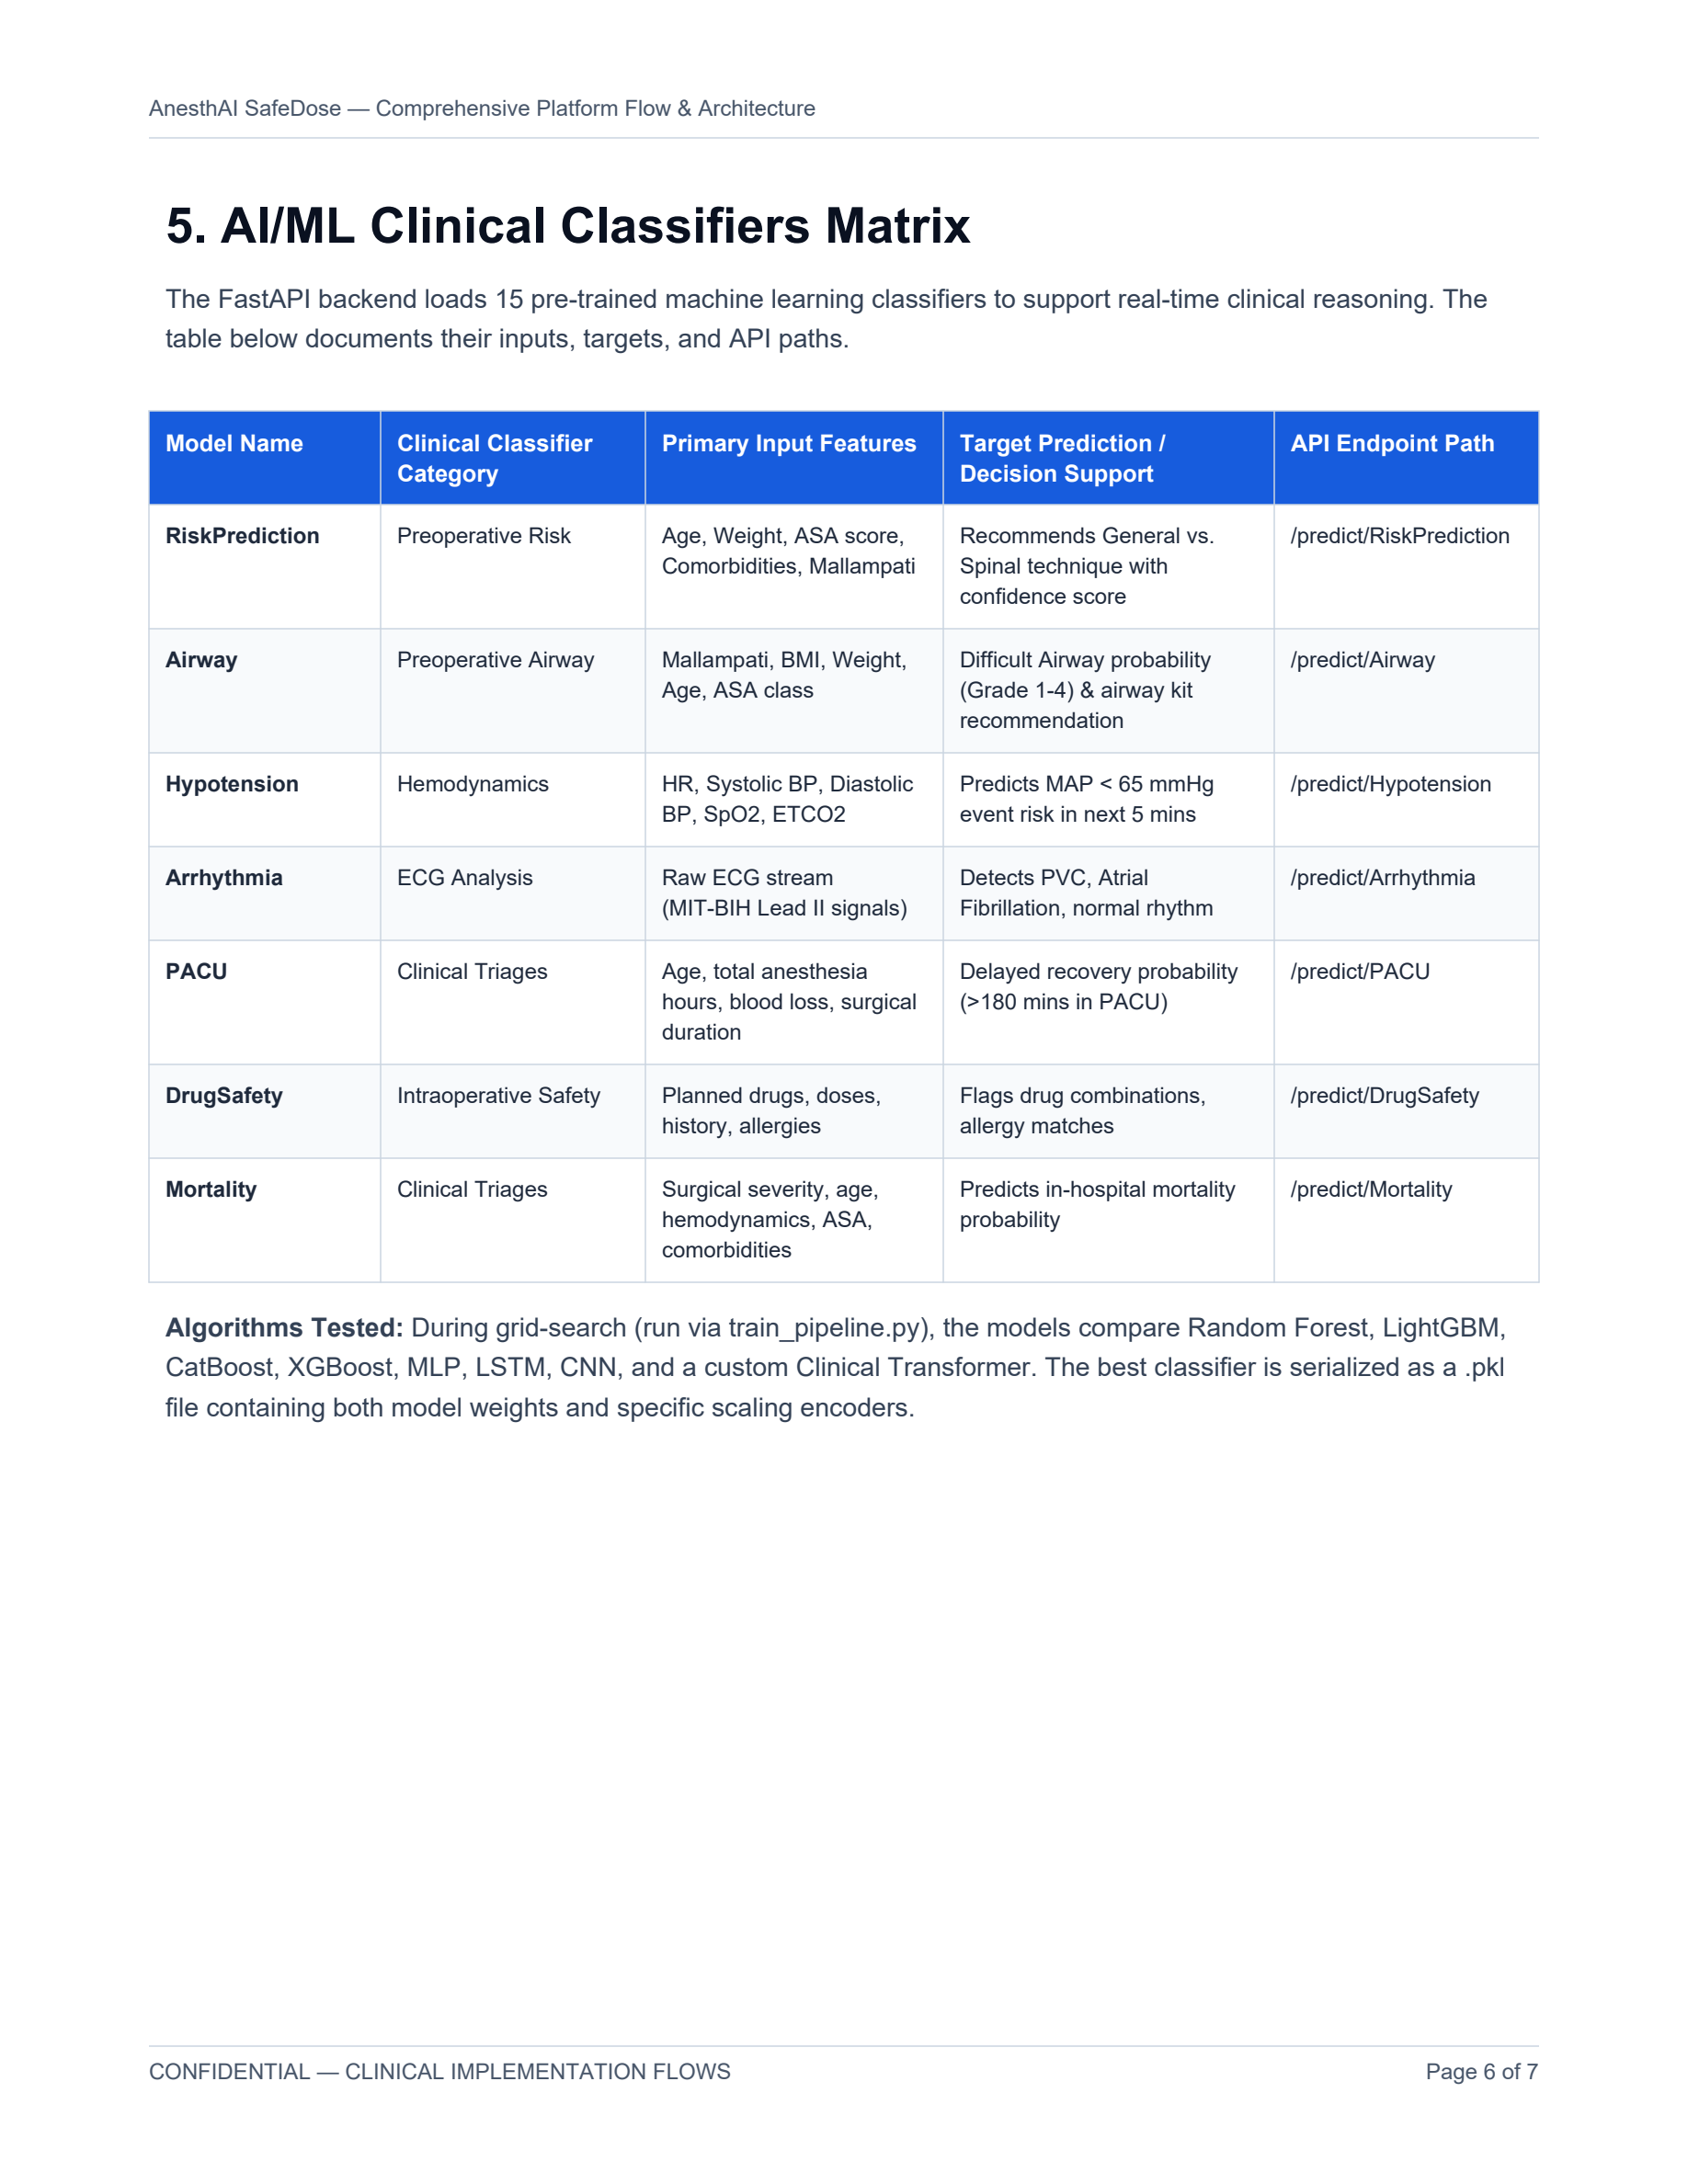 AnesthAI SafeDose — Comprehensive Platform Flow & Architecture
5. AI/ML Clinical Classifiers Matrix
The FastAPI backend loads 15 pre-trained machine learning classifiers to support real-time clinical reasoning. The
table below documents their inputs, targets, and API paths.
Model Name
Clinical Classifier
Category
Primary Input Features
Target Prediction /
Decision Support
API Endpoint Path
RiskPrediction
Preoperative Risk
Age, Weight, ASA score,
Comorbidities, Mallampati
Recommends General vs.
Spinal technique with
confidence score
/predict/RiskPrediction
Airway
Preoperative Airway
Mallampati, BMI, Weight,
Age, ASA class
Difficult Airway probability
(Grade 1-4) & airway kit
recommendation
/predict/Airway
Hypotension
Hemodynamics
HR, Systolic BP, Diastolic
BP, SpO2, ETCO2
Predicts MAP < 65 mmHg
event risk in next 5 mins
/predict/Hypotension
Arrhythmia
ECG Analysis
Raw ECG stream
(MIT-BIH Lead II signals)
Detects PVC, Atrial
Fibrillation, normal rhythm
/predict/Arrhythmia
PACU
Clinical Triages
Age, total anesthesia
hours, blood loss, surgical
duration
Delayed recovery probability
(>180 mins in PACU)
/predict/PACU
DrugSafety
Intraoperative Safety
Planned drugs, doses,
history, allergies
Flags drug combinations,
allergy matches
/predict/DrugSafety
Mortality
Clinical Triages
Surgical severity, age,
hemodynamics, ASA,
comorbidities
Predicts in-hospital mortality
probability
/predict/Mortality
Algorithms Tested: During grid-search (run via train_pipeline.py), the models compare Random Forest, LightGBM,
CatBoost, XGBoost, MLP, LSTM, CNN, and a custom Clinical Transformer. The best classifier is serialized as a .pkl
file containing both model weights and specific scaling encoders.
CONFIDENTIAL — CLINICAL IMPLEMENTATION FLOWS
Page 6 of 7